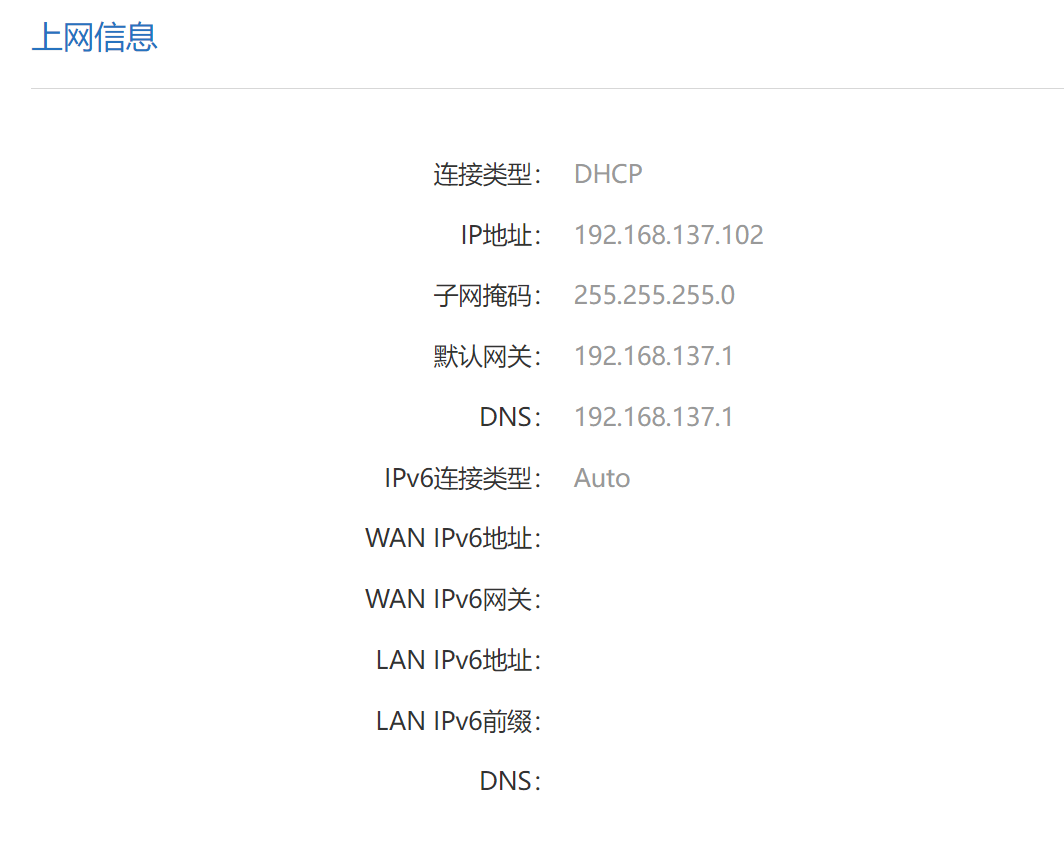 上网信息
连接类型： DHCP
IP地址： 192.168.137.102
子网掩码： 255.255.255.0
默认网关： 192.168.137.1
DNS： 192.168.137.1
IPv6连接类型： Auto
WAN IPv6地址：
WAN IPv6网关：
LAN IPv6地址：
LAN IPv6前缀：
DNS：